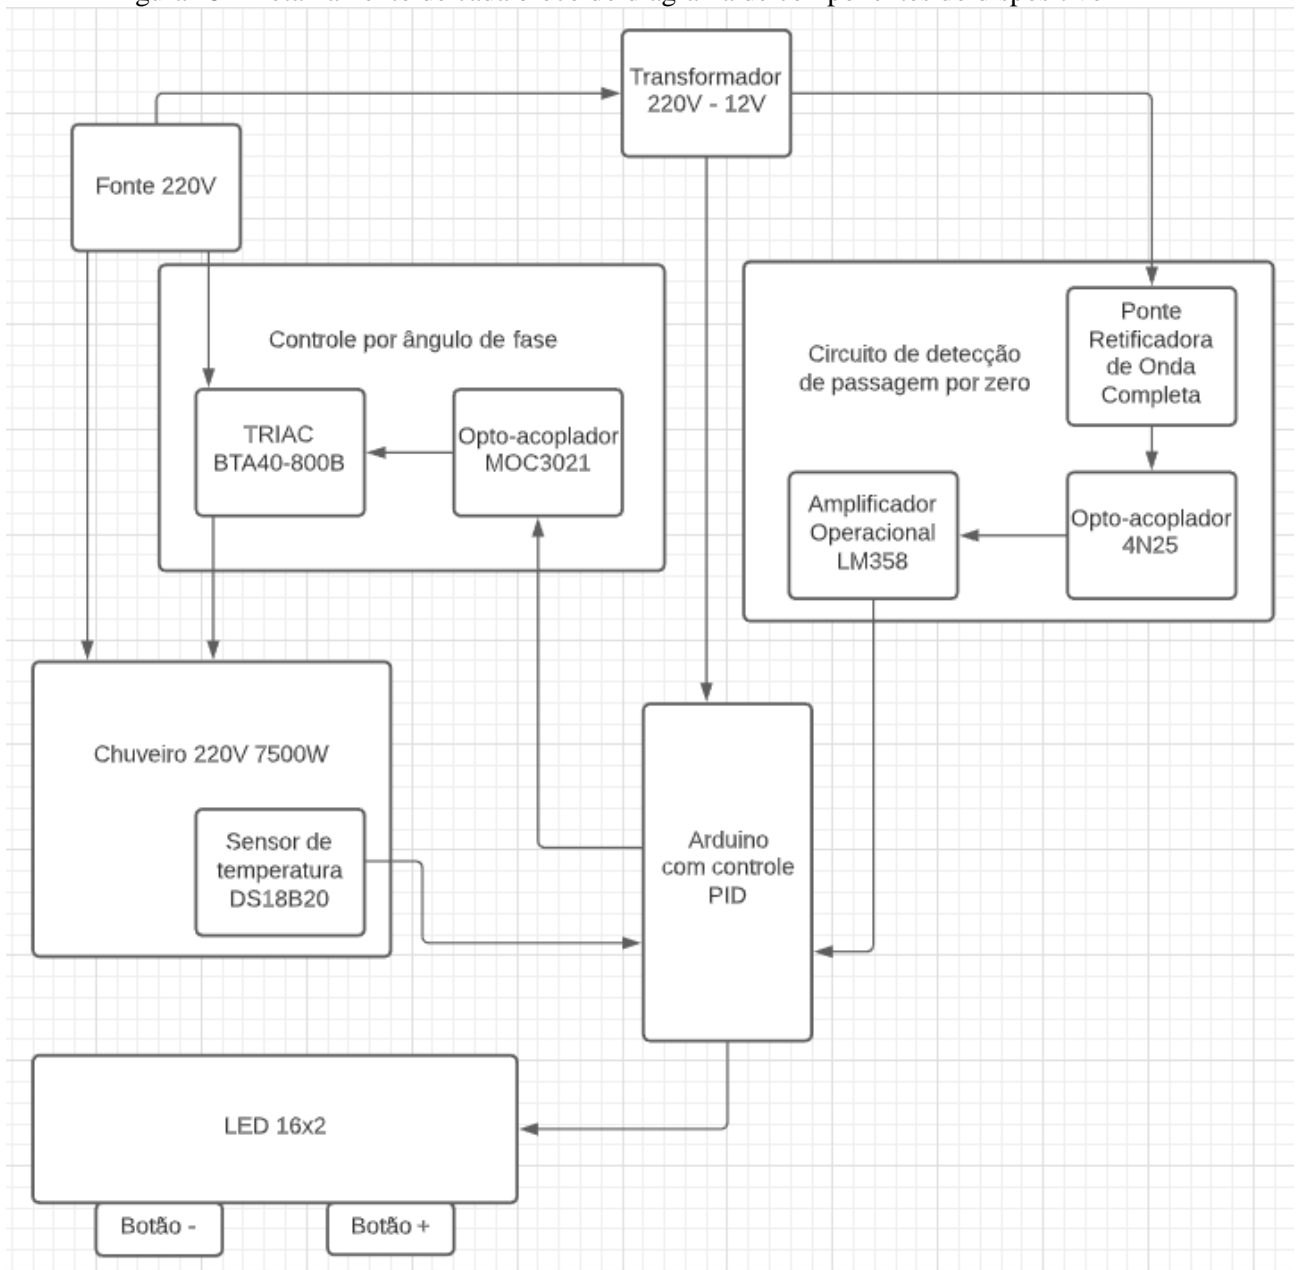 Transformador
220V - 12V
Fonte 220V
Controle por ângulo de fase
TRIAC
BTA40-800B
Opto-acoplador
MOC3021
Circuito de detecção
de passagem por zero
Ponte
Retificadora
de Onda
Completa
Amplificador
Operacional
LM358
Opto-acoplador
4N25
Chuveiro 220V 7500W
Sensor de
temperatura
DS18B20
Arduino
com controle
PID
LED 16x2
Botão -
Botão +